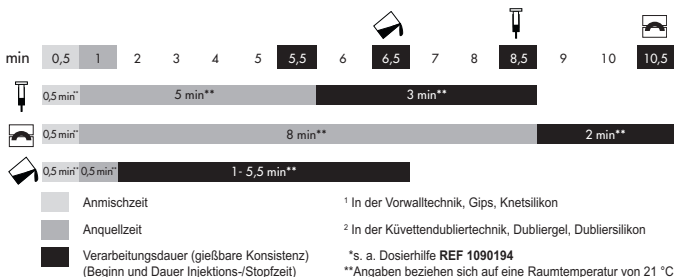 min 0,5 1 2 3 4 5 5,5 6 6,5 7 8 8,5 9 10 10,5
0,5 min** 5 min** 3 min**
0,5 min** 8 min** 2 min**
0,5 min** 0,5 min** 1- 5,5 min**
Anmischzeit
Anquellzeit
Verarbeitungsdauer (gießbare Konsistenz)
(Beginn und Dauer Injektions-/Stopfzeit)
¹ In der Vorwalltechnik, Gips, Knetsilikon
² In der Küvettendubliertechnik, Dubliergel, Dubliersilikon
*s. a. Dosierhilfe REF 1090194
**Angaben beziehen sich auf eine Raumtemperatur von 21 °C